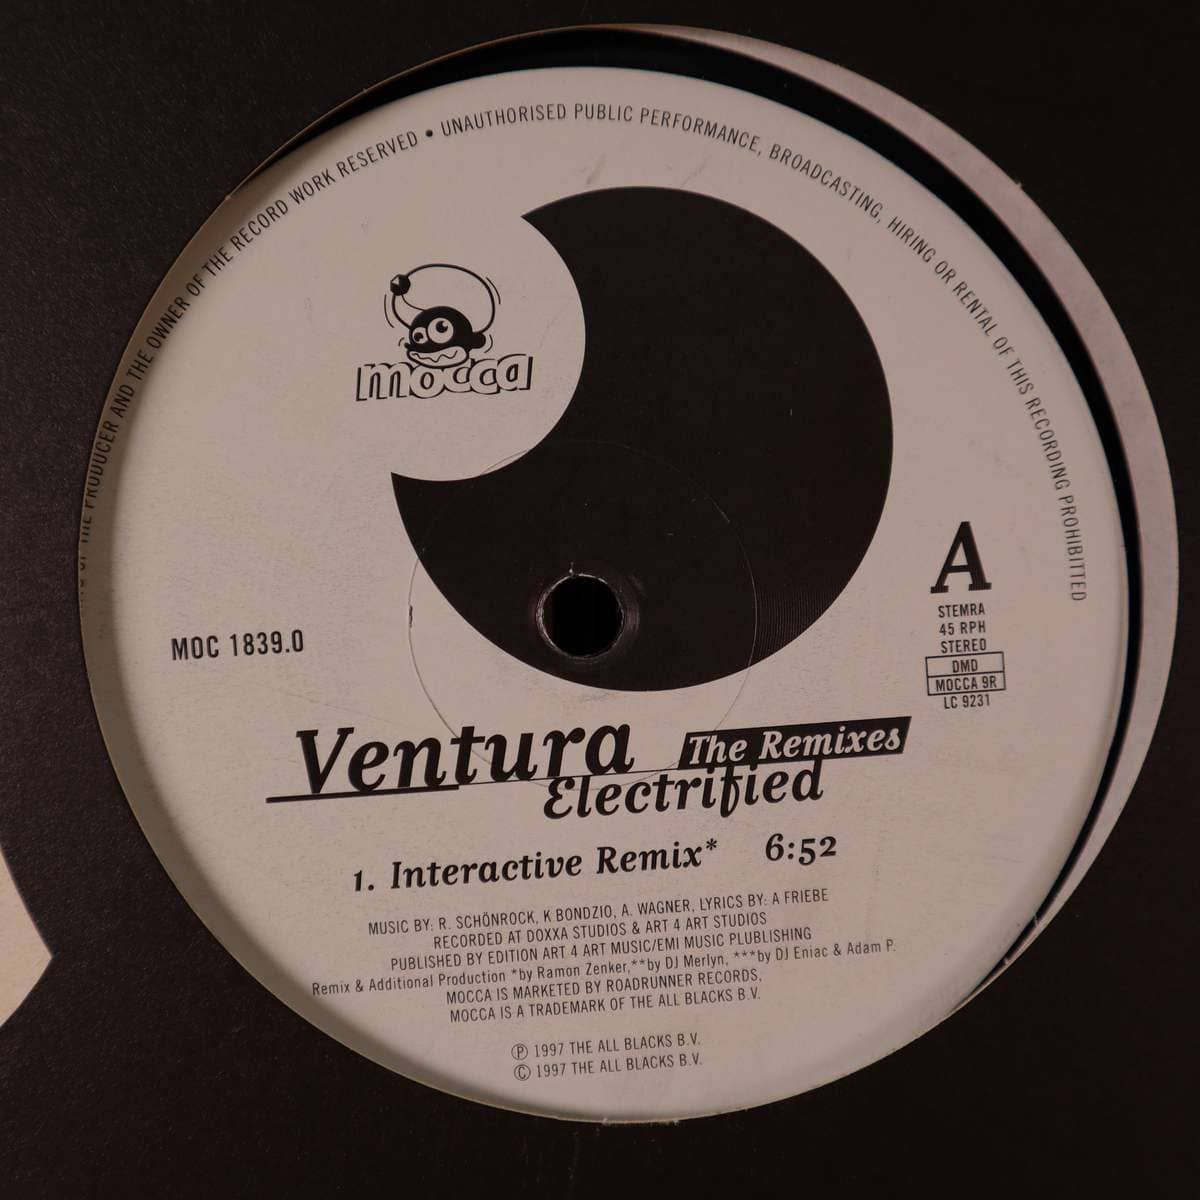 OF THE PRODUCER AND THE OWNER OF THE RECORD WORK RESERVED • UNAUTHORISED PUBLIC PERFORMANCE, BROADCASTING, HIRING OR RENTAL OF THIS RECORDING PROHIBITTED
mocca
A
STEMRA
45 RPH
STEREO
DMD
MOCCA 9R
LC 9231
MOC 1839.0
Ventura The Remixes
Electrified
1. Interactive Remix* 6:52
MUSIC BY: R. SCHÖNROCK, K BONDZIO, A. WAGNER, LYRICS BY: A FRIEBE
RECORDED AT DOXXA STUDIOS & ART 4 ART STUDIOS
PUBLISHED BY EDITION ART 4 ART MUSIC/EMI MUSIC PLUBLISHING
Remix & Additional Production *by Ramon Zenker,**by DJ Merlyn, ***by DJ Eniac & Adam P.
MOCCA IS MARKETED BY ROADRUNNER RECORDS,
MOCCA IS A TRADEMARK OF THE ALL BLACKS B.V.
℗ 1997 THE ALL BLACKS B.V.
© 1997 THE ALL BLACKS B.V.